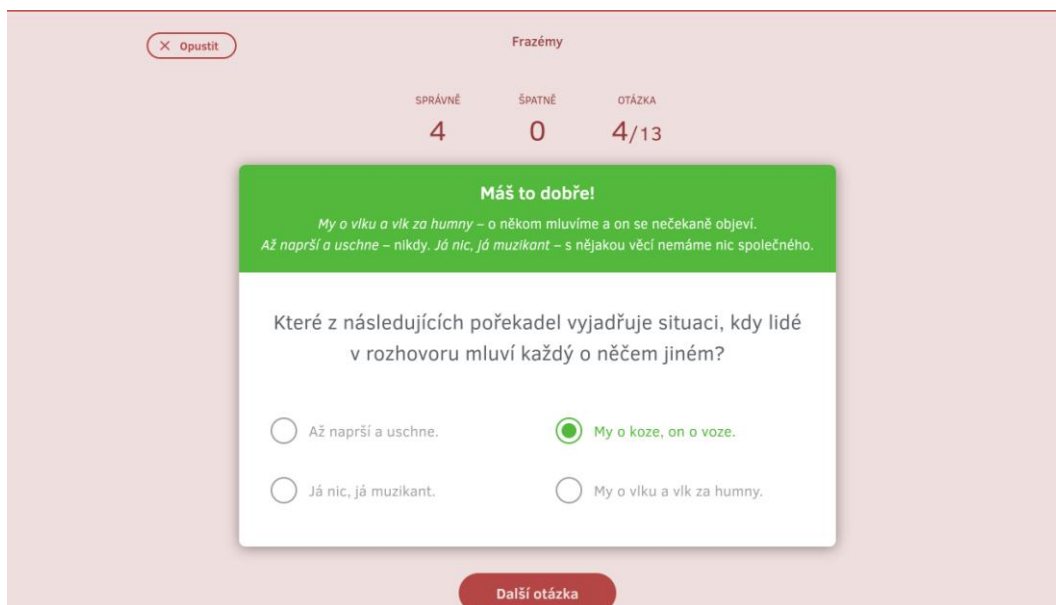 Opustit
Frazémy
SPRÁVNĚ ŠPATNĚ OTÁZKA
4 0 4/13
Máš to dobře!
My o vlku a vlk za humny – o někom mluvíme a on se nečekaně objeví.
Až naprší a uschne – nikdy. Já nic, já muzikant – s nějakou věcí nemáme nic společného.
Které z následujících pořekadel vyjadřuje situaci, kdy lidé
v rozhovoru mluví každý o něčem jiném?
Až naprší a uschne. My o koze, on o voze.
Já nic, já muzikant. My o vlku a vlk za humny.
Další otázka